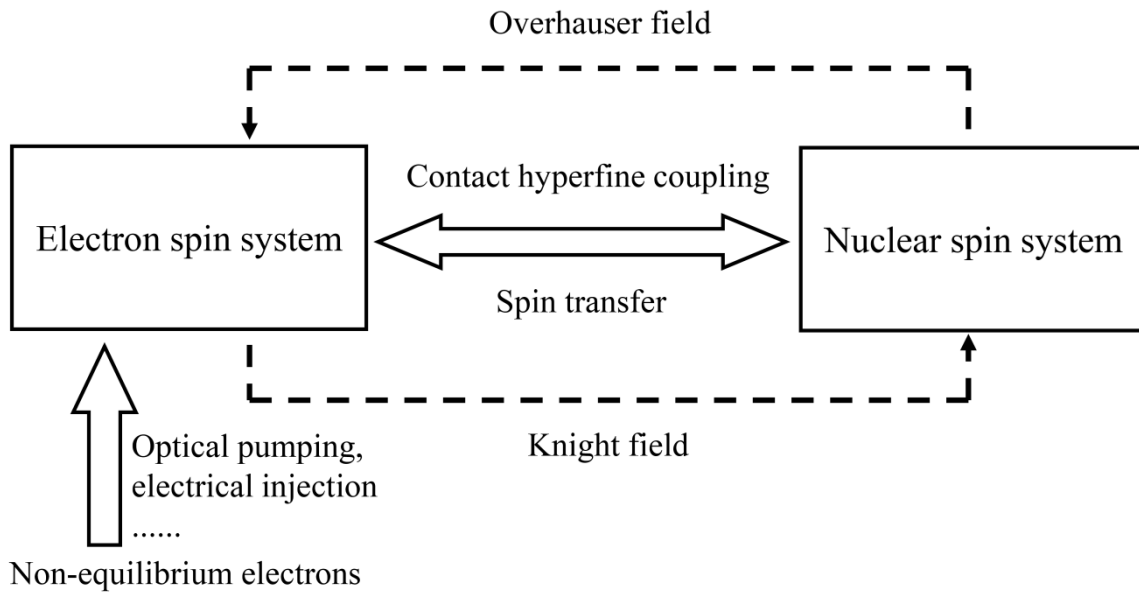 Overhauser field
Contact hyperfine coupling
Electron spin system
Nuclear spin system
Spin transfer
Knight field
Optical pumping,
electrical injection
......
Non-equilibrium electrons